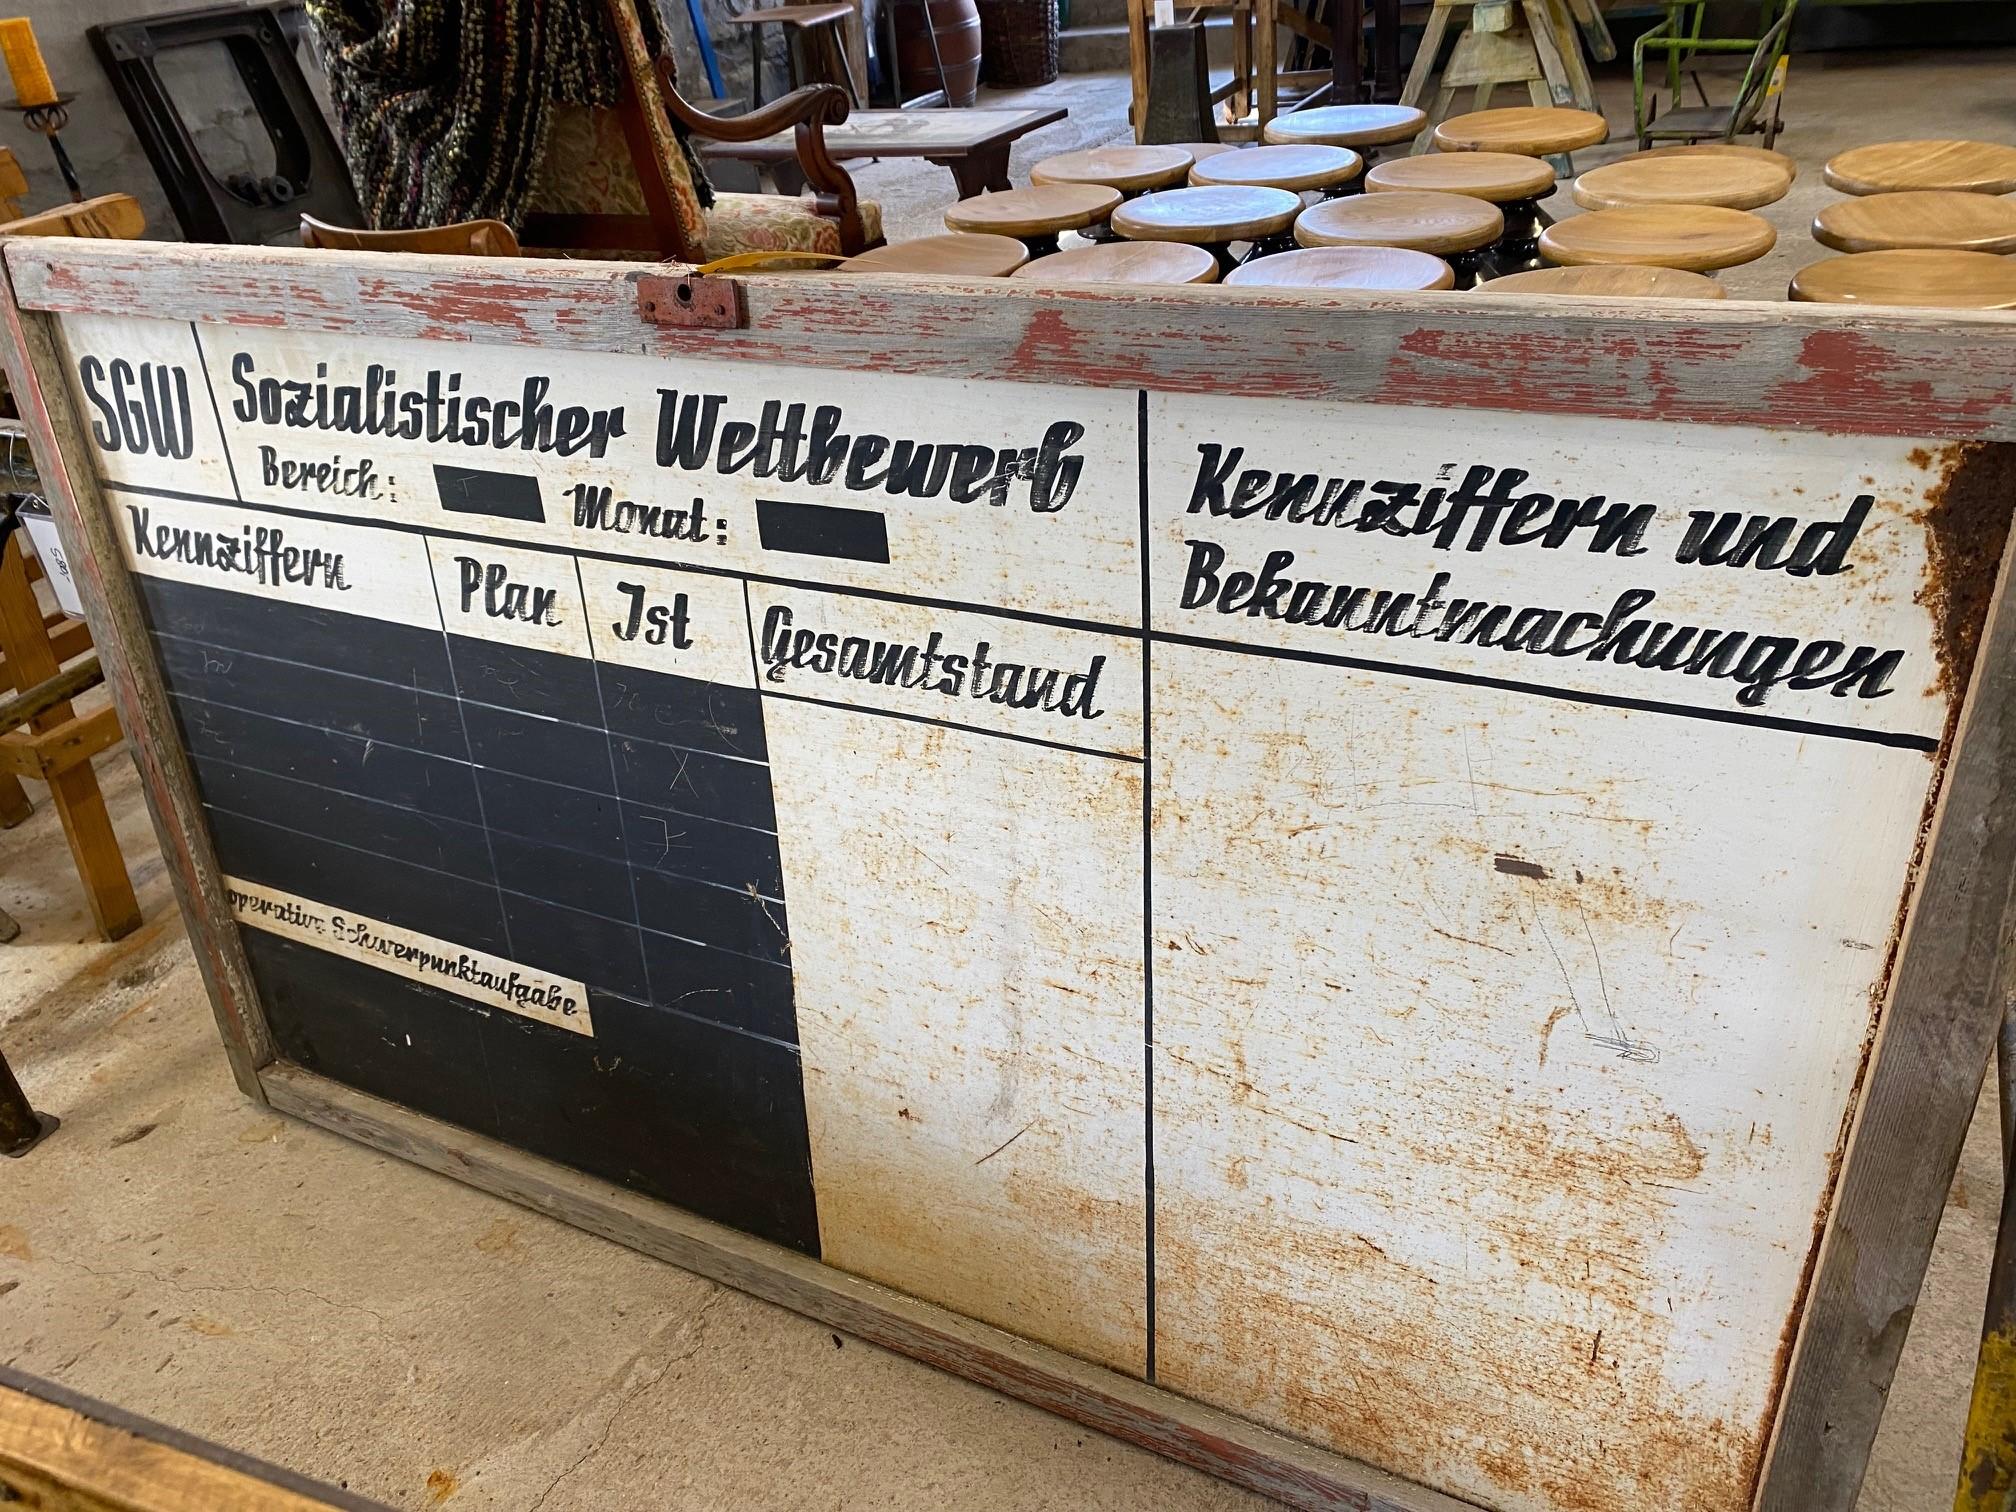 SGW
Sozialistischer Wettbewerb
Bereich: Monat:
Kennziffern
Plan
Ist
Gesamtstand
operative Schwerpunktaufgabe
Kennziffern und
Bekanntmachungen